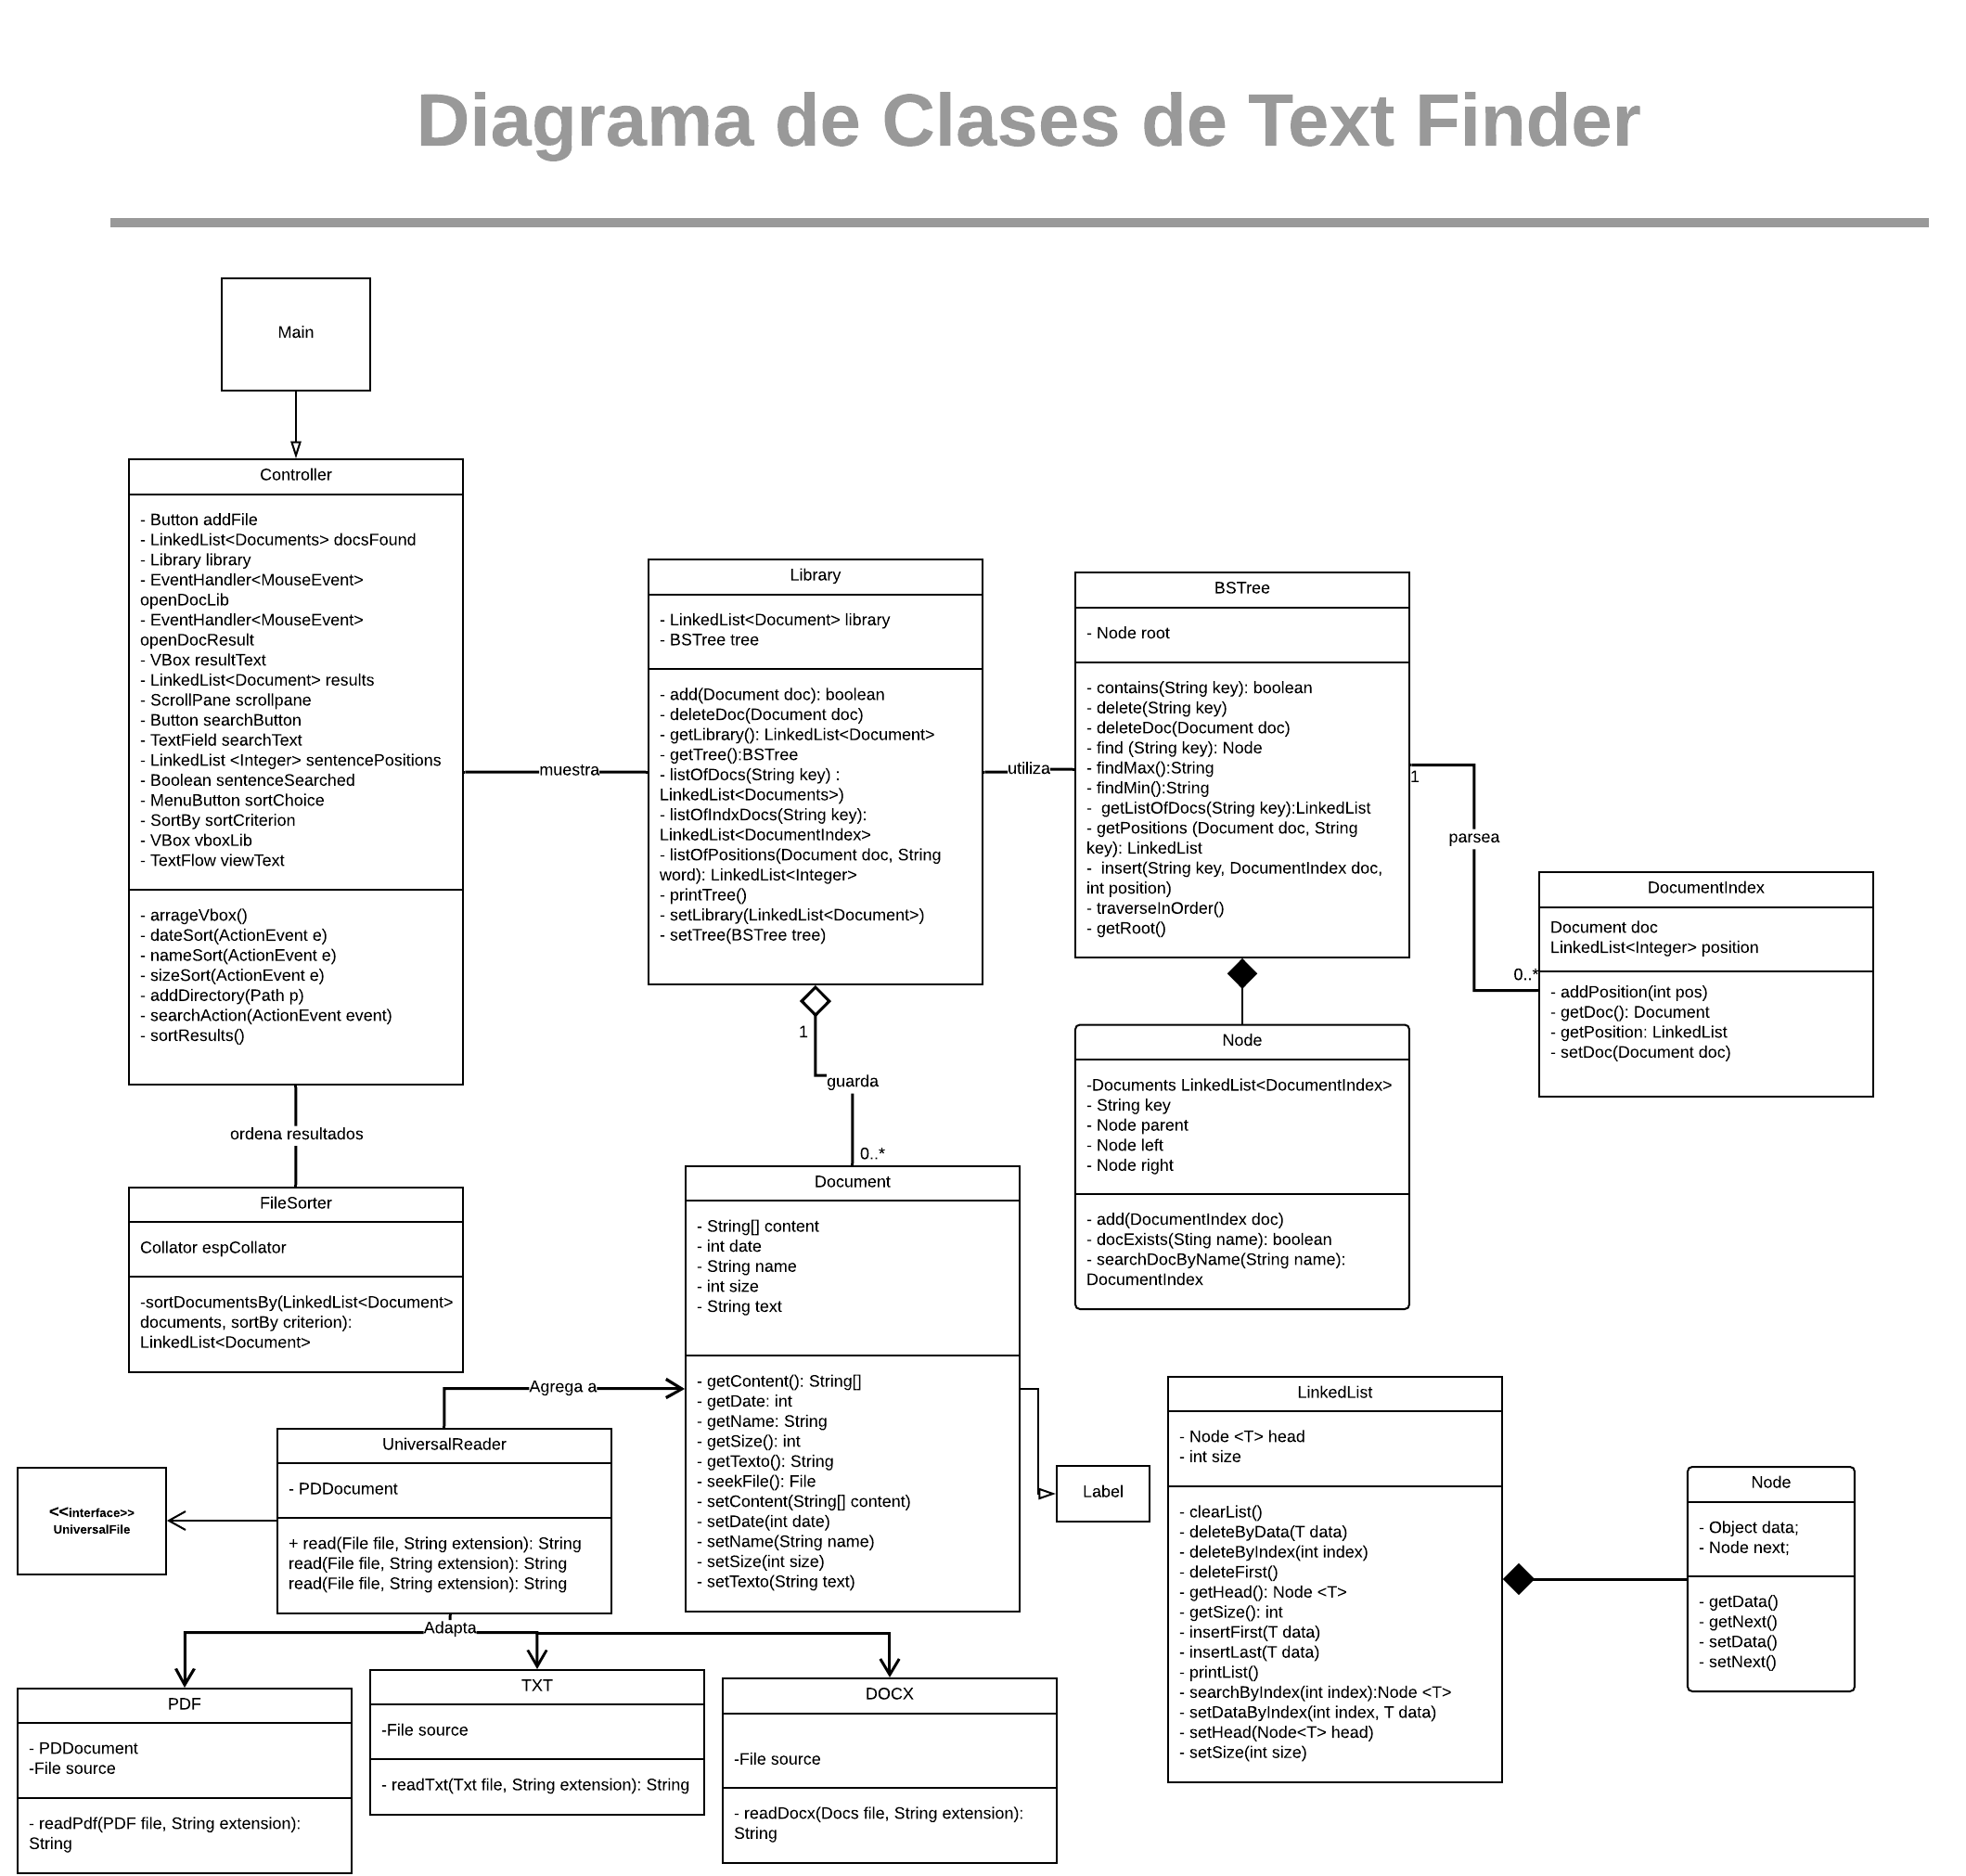 Diagrama de Clases de Text Finder
Main
Controller
- Button addFile
- LinkedList<Documents> docsFound
- Library library
- EventHandler<MouseEvent>
openDocLib
- EventHandler<MouseEvent>
openDocResult
- VBox resultText
- LinkedList<Document> results
- ScrollPane scrollpane
- Button searchButton
- TextField searchText
- LinkedList <Integer> sentencePositions
- Boolean sentenceSearched
- MenuButton sortChoice
- SortBy sortCriterion
- VBox vboxLib
- TextFlow viewText
- arrageVbox()
- dateSort(ActionEvent e)
- nameSort(ActionEvent e)
- sizeSort(ActionEvent e)
- addDirectory(Path p)
- searchAction(ActionEvent event)
- sortResults()
muestra
Library
- LinkedList<Document> library
- BSTree tree
- add(Document doc): boolean
- deleteDoc(Document doc)
- getLibrary(): LinkedList<Document>
- getTree():BSTree
- listOfDocs(String key) :
LinkedList<Documents>)
- listOfIndxDocs(String key):
LinkedList<DocumentIndex>
- listOfPositions(Document doc, String
word): LinkedList<Integer>
- printTree()
- setLibrary(LinkedList<Document>)
- setTree(BSTree tree)
utiliza
BSTree
- Node root
- contains(String key): boolean
- delete(String key)
- deleteDoc(Document doc)
- find (String key): Node
- findMax():String
- findMin():String
-  getListOfDocs(String key):LinkedList
- getPositions (Document doc, String
key): LinkedList
-  insert(String key, DocumentIndex doc,
int position)
- traverseInOrder()
- getRoot()
1
parsea
0..*
DocumentIndex
Document doc
LinkedList<Integer> position
- addPosition(int pos)
- getDoc(): Document
- getPosition: LinkedList
- setDoc(Document doc)
Node
-Documents LinkedList<DocumentIndex>
- String key
- Node parent
- Node left
- Node right
- add(DocumentIndex doc)
- docExists(Sting name): boolean
- searchDocByName(String name):
DocumentIndex
1
guarda
0..*
ordena resultados
FileSorter
Collator espCollator
-sortDocumentsBy(LinkedList<Document>
documents, sortBy criterion):
LinkedList<Document>
Document
- String[] content
- int date
- String name
- int size
- String text
- getContent(): String[]
- getDate: int
- getName: String
- getSize(): int
- getTexto(): String
- seekFile(): File
- setContent(String[] content)
- setDate(int date)
- setName(String name)
- setSize(int size)
- setTexto(String text)
Agrega a
UniversalReader
- PDDocument
+ read(File file, String extension): String
read(File file, String extension): String
read(File file, String extension): String
<<interface>>
UniversalFile
Label
LinkedList
- Node <T> head
- int size
- clearList()
- deleteByData(T data)
- deleteByIndex(int index)
- deleteFirst()
- getHead(): Node <T>
- getSize(): int
- insertFirst(T data)
- insertLast(T data)
- printList()
- searchByIndex(int index):Node <T>
- setDataByIndex(int index, T data)
- setHead(Node<T> head)
- setSize(int size)
Node
- Object data;
- Node next;
- getData()
- getNext()
- setData()
- setNext()
Adapta
PDF
- PDDocument
-File source
- readPdf(PDF file, String extension):
String
TXT
-File source
- readTxt(Txt file, String extension): String
DOCX
-File source
- readDocx(Docs file, String extension):
String